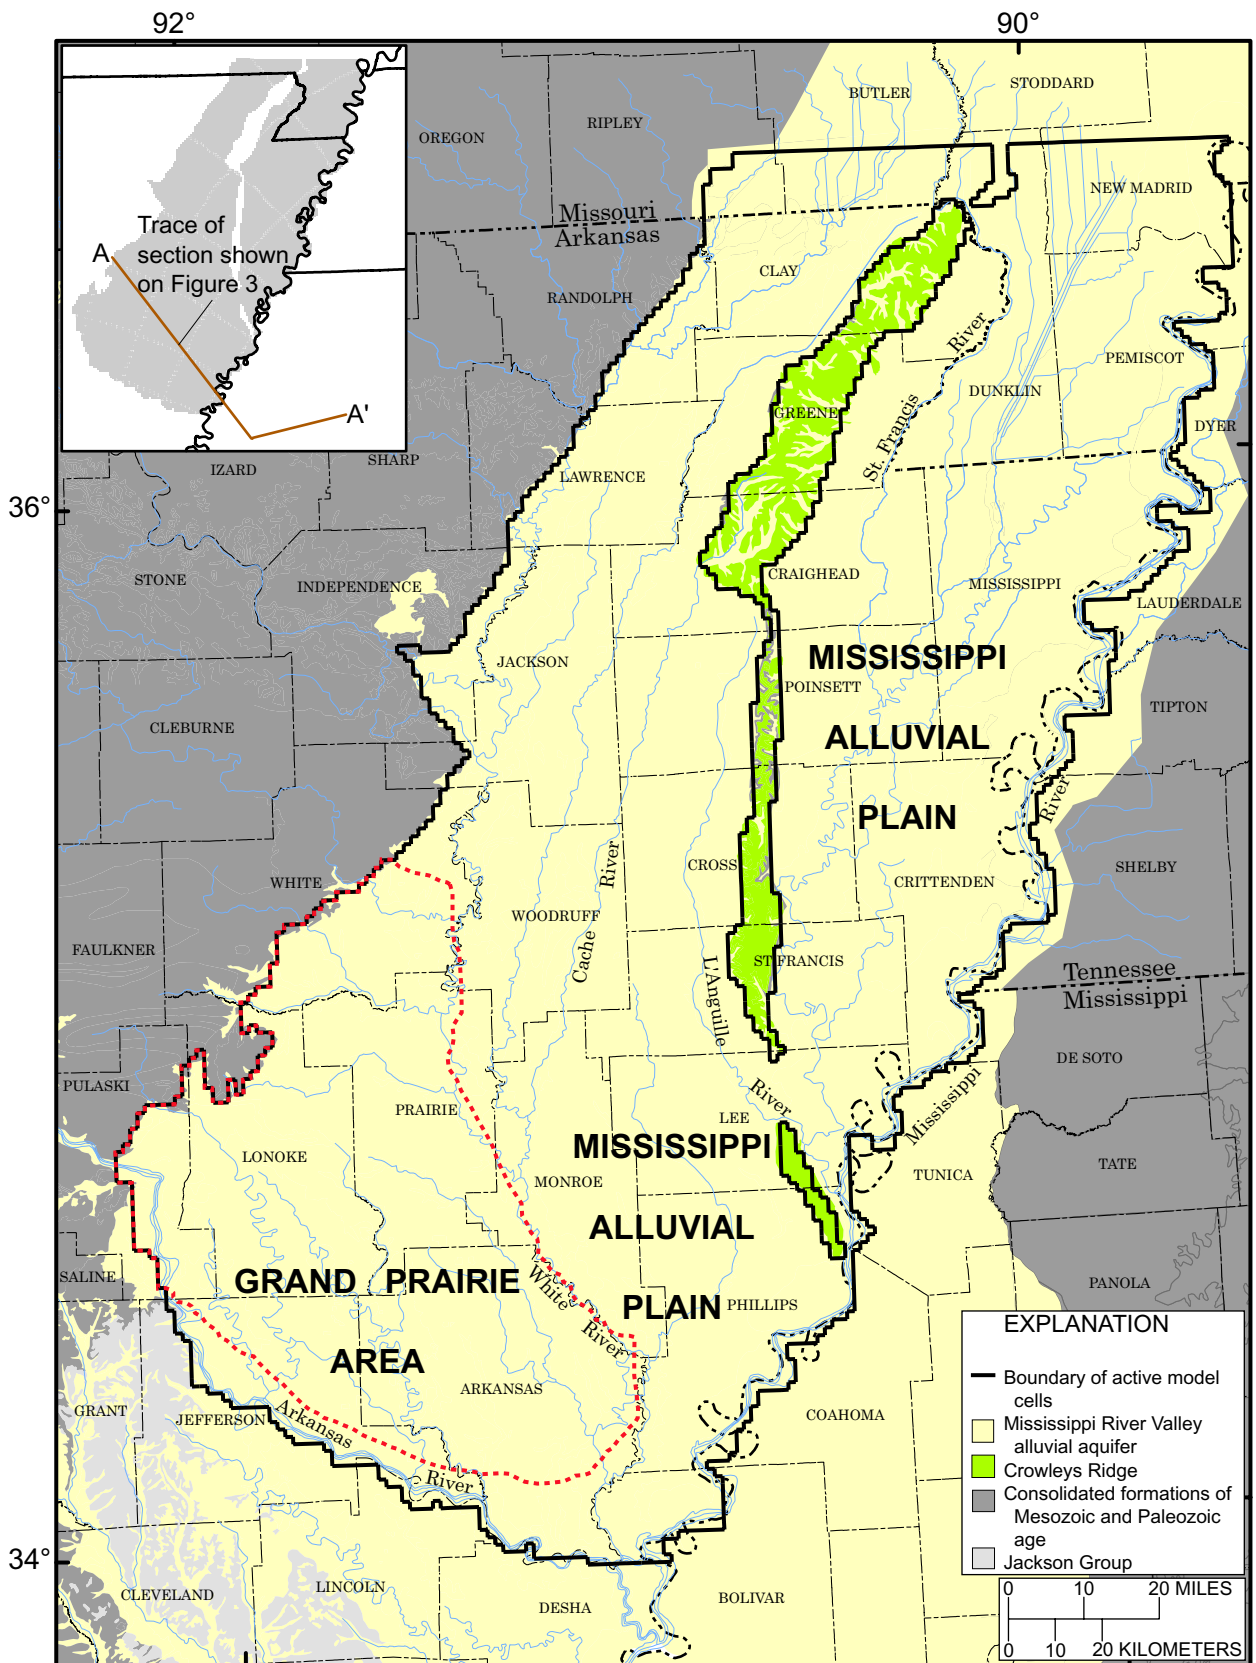 92°
90°
BUTLER
STODDARD
OREGON
RIPLEY
NEW MADRID
Missouri
Arkansas
Trace of
section shown
on Figure 3
A
A'
CLAY
RANDOLPH
River
PEMISCOT
DUNKLIN
GREENE
DYER
St. Francis
IZARD
SHARP
LAWRENCE
36°
STONE
INDEPENDENCE
CRAIGHEAD
MISSISSIPPI
LAUDERDALE
JACKSON
MISSISSIPPI
POINSETT
TIPTON
CLEBURNE
ALLUVIAL
River
PLAIN
CROSS
River
SHELBY
WHITE
CRITTENDEN
WOODRUFF
Cache
FAULKNER
ST FRANCIS
L'Anguille
Tennessee
Mississippi
DE SOTO
PULASKI
River
Mississippi
PRAIRIE
LEE
MISSISSIPPI
LONOKE
TATE
TUNICA
MONROE
ALLUVIAL
SALINE
GRAND PRAIRIE
White
PANOLA
PLAIN
PHILLIPS
River
AREA
ARKANSAS
GRANT
JEFFERSON
Arkansas
COAHOMA
River
34°
CLEVELAND
LINCOLN
DESHA
BOLIVAR
EXPLANATION
Boundary of active model
cells
Mississippi River Valley
alluvial aquifer
Crowleys Ridge
Consolidated formations of
Mesozoic and Paleozoic
age
Jackson Group
0 10 20 MILES
0 10 20 KILOMETERS